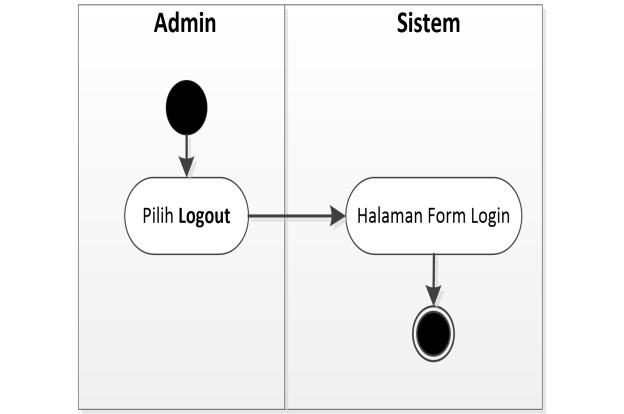 Admin
Sistem
Pilih Logout
Halaman Form Login